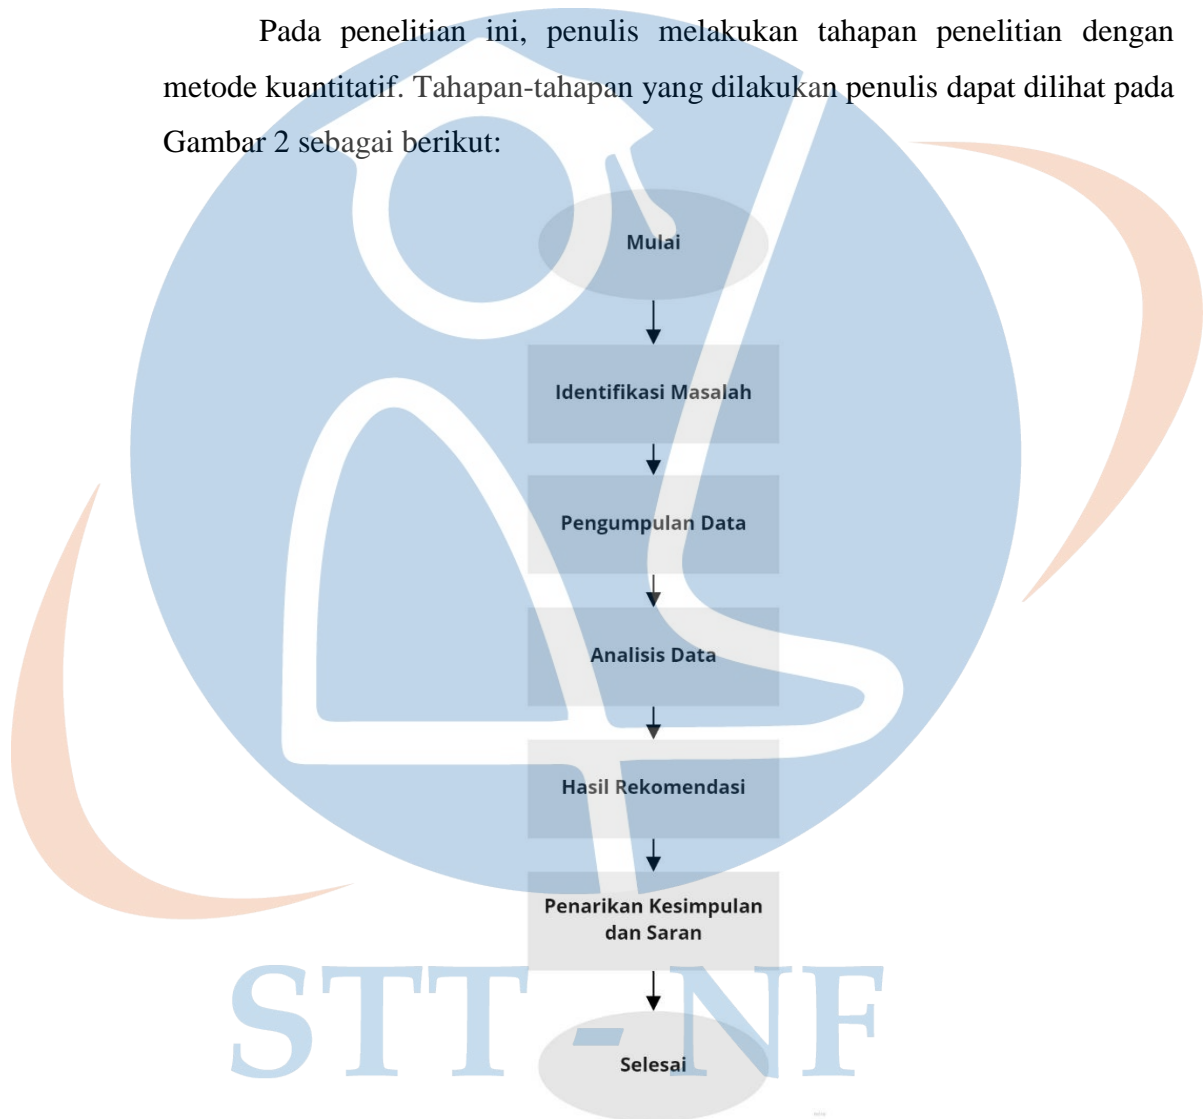 Pada penelitian ini, penulis melakukan tahapan penelitian dengan
metode kuantitatif. Tahapan-tahapan yang dilakukan penulis dapat dilihat pada
Gambar 2 sebagai berikut:
Mulai
Identifikasi Masalah
Pengumpulan Data
Analisis Data
Hasil Rekomendasi
Penarikan Kesimpulan
dan Saran
Selesai
STT - NF